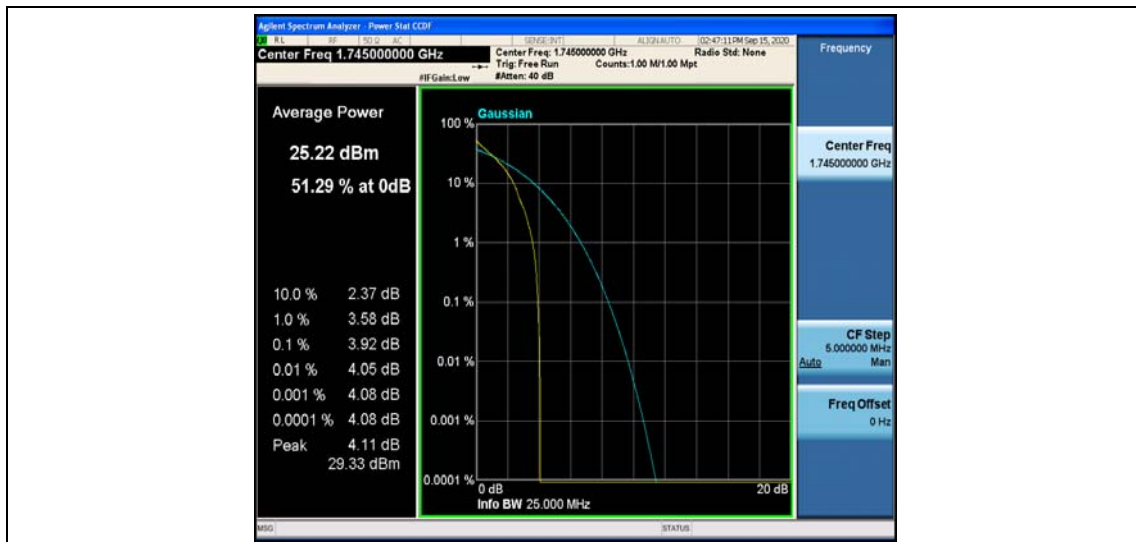 Agilent Spectrum Analyzer - Power Stat CCDF
RL RF 50 Ω AC SENSE:INT ALIGN AUTO 02:47:11 PM Sep 15, 2020
Center Freq 1.745000000 GHz
Center Freq: 1.745000000 GHz Radio Std: None
Trig: Free Run Counts:1.00 M/1.00 Mpt
#IFGain:Low #Atten: 40 dB
Frequency
Average Power
25.22 dBm
51.29 % at 0dB
10.0 % 2.37 dB
1.0 % 3.58 dB
0.1 % 3.92 dB
0.01 % 4.05 dB
0.001 % 4.08 dB
0.0001 % 4.08 dB
Peak 4.11 dB
29.33 dBm
Gaussian
100 %
10 %
1 %
0.1 %
0.01 %
0.001 %
0.0001 %
0 dB 20 dB
Info BW 25.000 MHz
Center Freq
1.745000000 GHz
CF Step
5.000000 MHz
Auto Man
Freq Offset
0 Hz
MSG STATUS